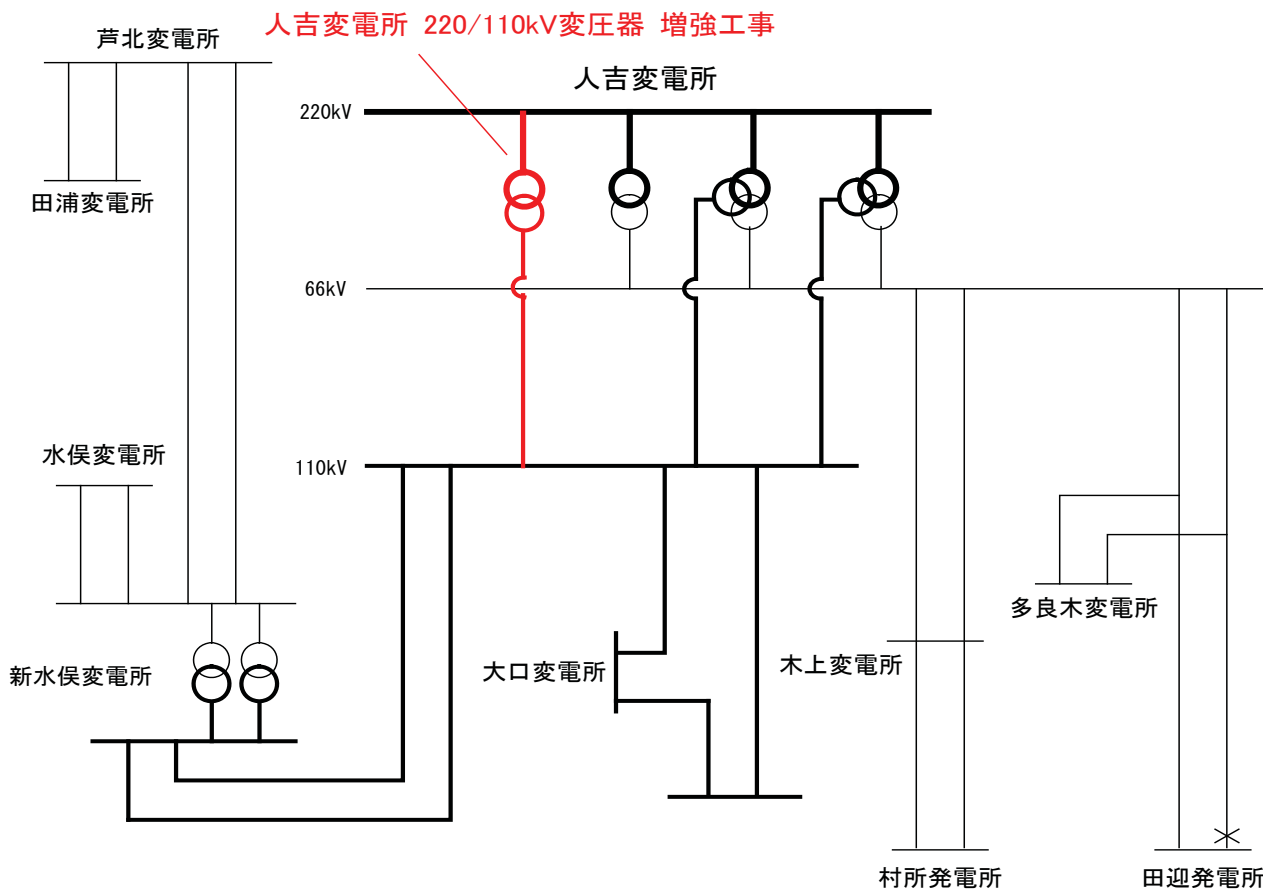 人吉変電所 220/110kV変圧器 増強工事
芦北変電所
人吉変電所
220kV
田浦変電所
66kV
水俣変電所
110kV
多良木変電所
新水俣変電所
大口変電所
木上変電所
村所発電所
田迎発電所